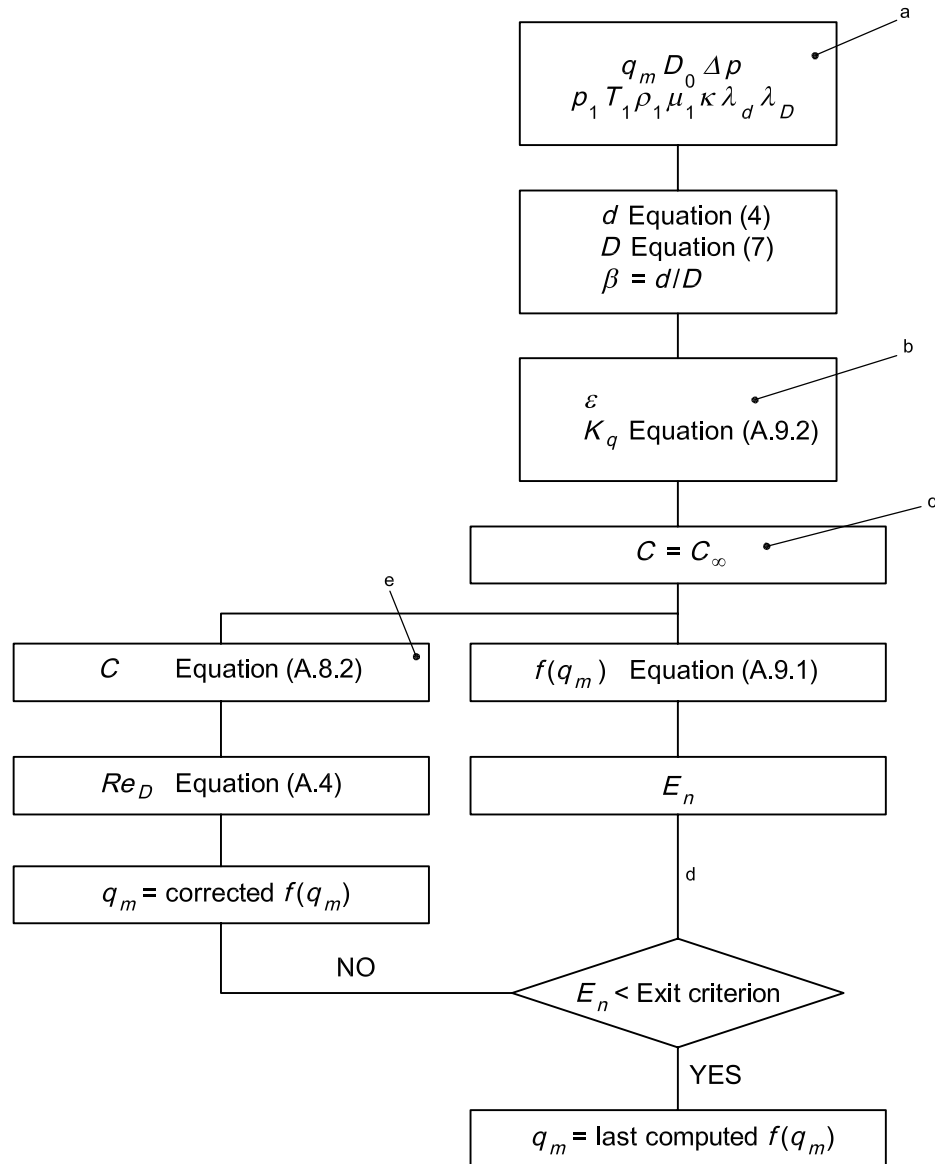 a
q_m D_0 Δp
p_1 T_1 ρ_1 μ_1 κ λ_d λ_D
d Equation (4)
D Equation (7)
β = d/D
b
ε
K_q Equation (A.9.2)
c
C = C_∞
e
C Equation (A.8.2)
f(q_m) Equation (A.9.1)
Re_D Equation (A.4)
E_n
q_m = corrected f(q_m)
d
NO
E_n < Exit criterion
YES
q_m = last computed f(q_m)